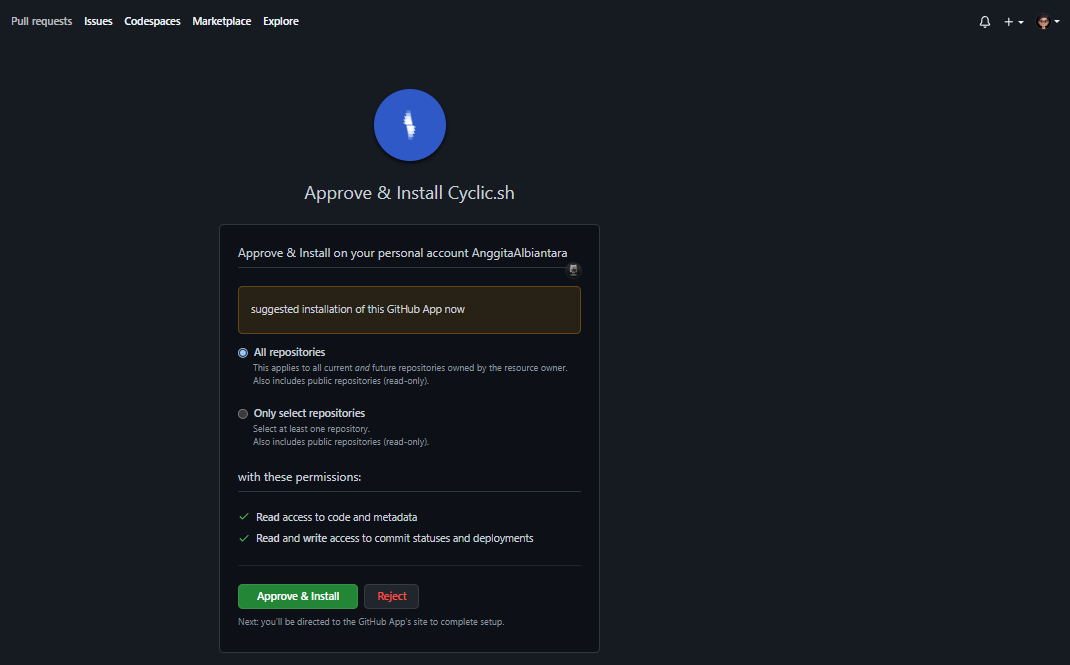 Pull requests Issues Codespaces Marketplace Explore
Approve & Install Cyclic.sh
Approve & Install on your personal account AnggitaAlbiantara
suggested installation of this GitHub App now
All repositories
This applies to all current and future repositories owned by the resource owner.
Also includes public repositories (read-only).
Only select repositories
Select at least one repository.
Also includes public repositories (read-only).
with these permissions:
Read access to code and metadata
Read and write access to commit statuses and deployments
Approve & Install Reject
Next: you'll be directed to the GitHub App's site to complete setup.